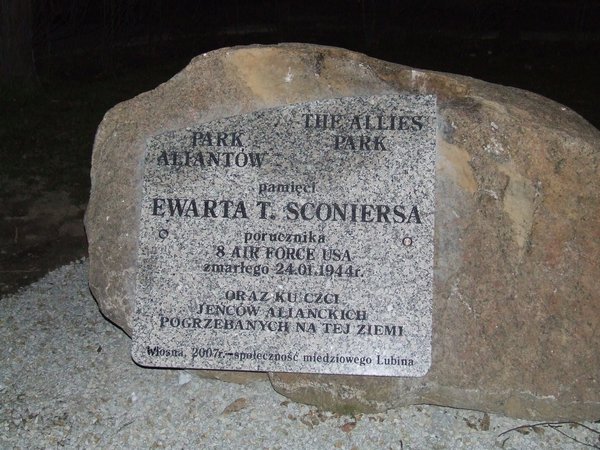 PARK
ALIANTÓW
THE ALLIES
PARK
pamięci
EWARTA T. SCONIERSA
porucznika
8 AIR FORCE USA
zmarłego 24.01.1944r.
ORAZ KU CZCI
JEŃCÓW ALIANCKICH
POGRZEBANYCH NA TEJ ZIEMI
Wiosna, 2007r.-społeczność miedziowego Lubina